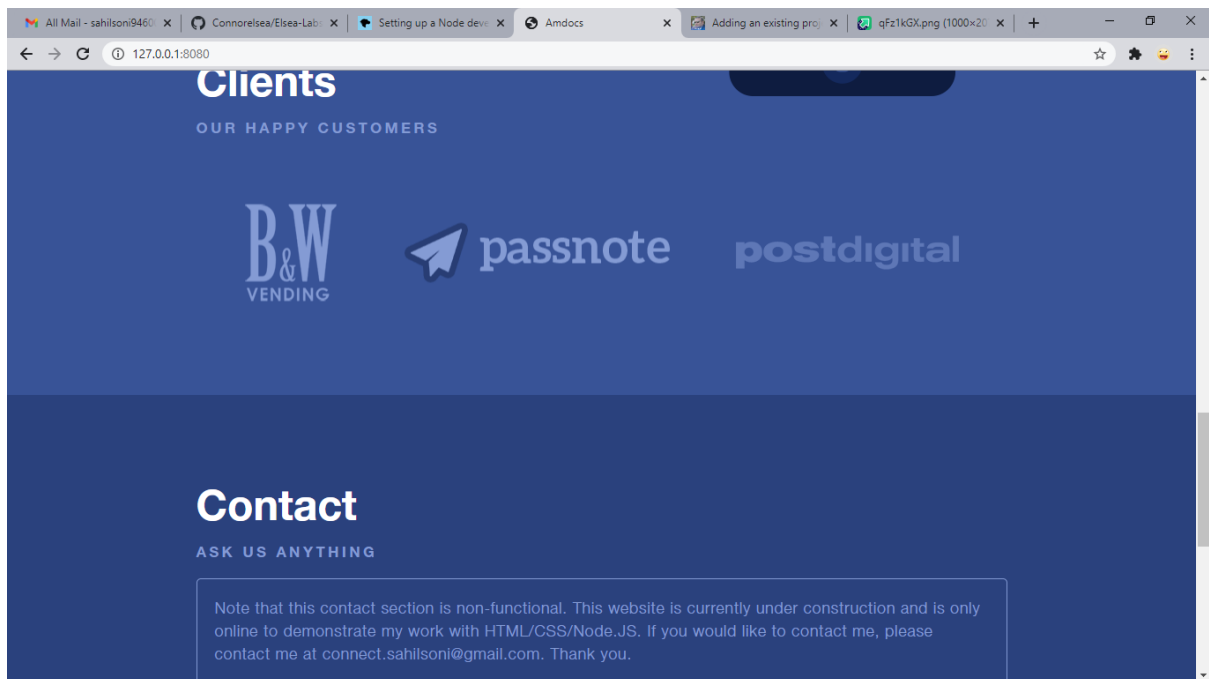 All Mail - sahilsoni9460
Connorelsea/Elsea-Lab
Setting up a Node deve
Amdocs
Adding an existing proj
qFz1kGX.png (1000×20
127.0.0.1:8080
Clients
OUR HAPPY CUSTOMERS
B&W
VENDING
passnote
postdigital
Contact
ASK US ANYTHING
Note that this contact section is non-functional. This website is currently under construction and is only
online to demonstrate my work with HTML/CSS/Node.JS. If you would like to contact me, please
contact me at connect.sahilsoni@gmail.com. Thank you.